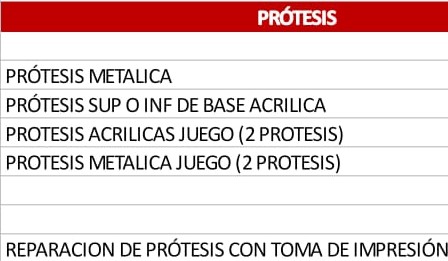 PRÓTESIS
PRÓTESIS METALICA
PRÓTESIS SUP O INF DE BASE ACRILICA
PROTESIS ACRILICAS JUEGO (2 PROTESIS)
PROTESIS METALICA JUEGO (2 PROTESIS)
REPARACION DE PRÓTESIS CON TOMA DE IMPRESIÓN